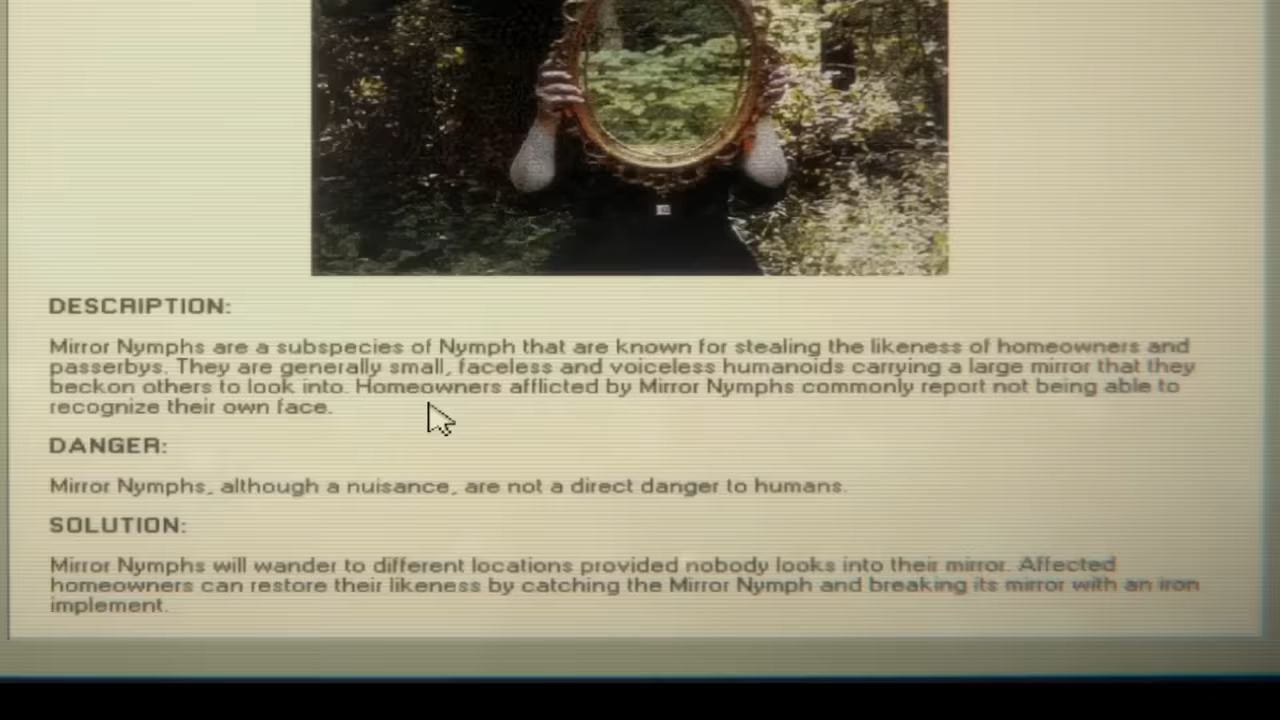 DESCRIPTION:
Mirror Nymphs are a subspecies of Nymph that are known for stealing the likeness of homeowners and
passerbys. They are generally small, faceless and voiceless humanoids carrying a large mirror that they
beckon others to look into. Homeowners afflicted by Mirror Nymphs commonly report not being able to
recognize their own face.
DANGER:
Mirror Nymphs, although a nuisance, are not a direct danger to humans.
SOLUTION:
Mirror Nymphs will wander to different locations provided nobody looks into their mirror. Affected
homeowners can restore their likeness by catching the Mirror Nymph and breaking its mirror with an iron
implement.